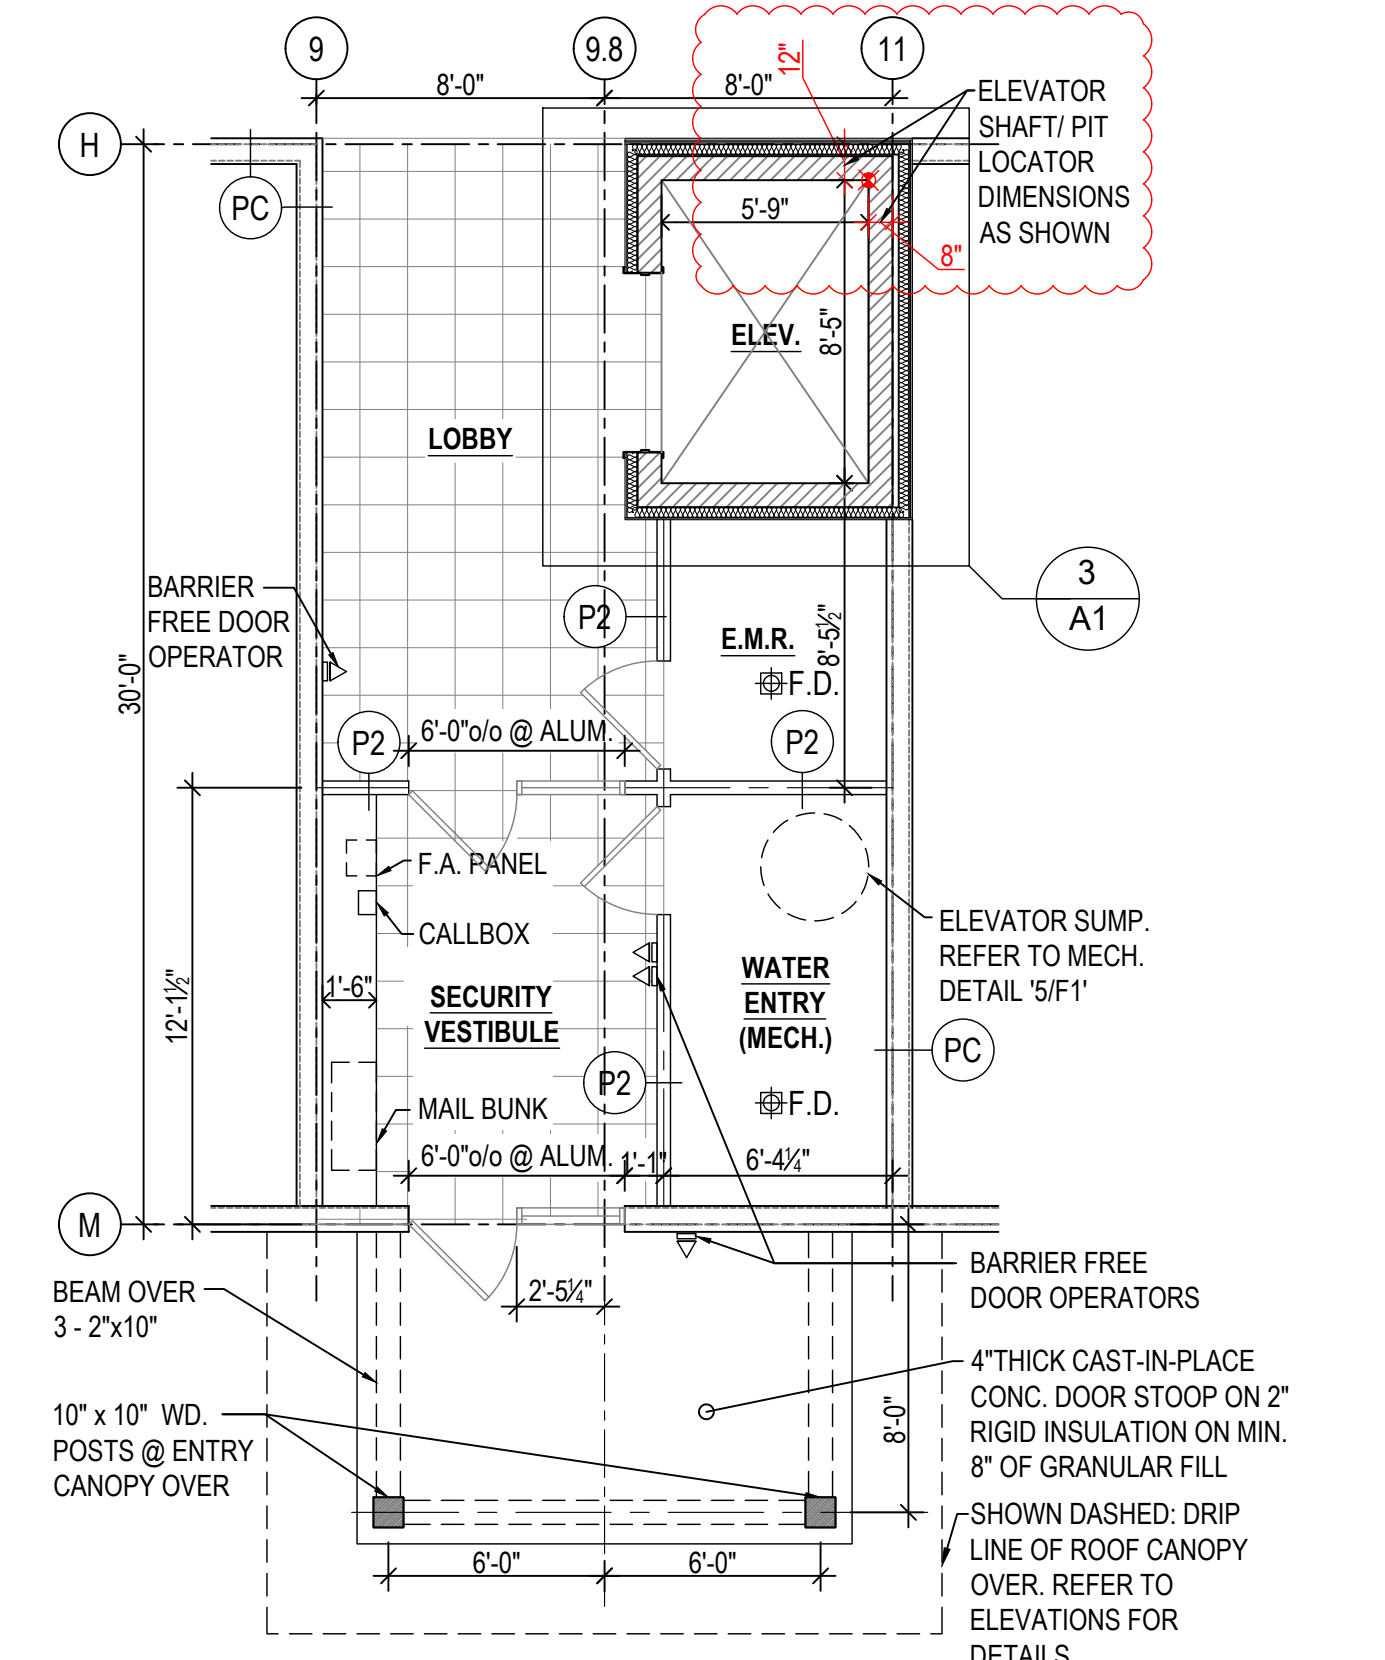 9
9.8
11
8'-0"
8'-0"
12"
ELEVATOR
SHAFT/ PIT
LOCATOR
DIMENSIONS
AS SHOWN
H
PC
5'-9"
8"
ELEV.
8'-5"
LOBBY
3
A1
BARRIER
FREE DOOR
OPERATOR
P2
E.M.R.
8'-5½"
F.D.
30'-0"
P2
6'-0"o/o @ ALUM.
P2
F.A. PANEL
CALLBOX
ELEVATOR SUMP.
REFER TO MECH.
DETAIL '5/F1'
12'-1½"
1'-6"
SECURITY
VESTIBULE
WATER
ENTRY
(MECH.)
PC
P2
F.D.
MAIL BUNK
6'-0"o/o @ ALUM.
1'-1"
6'-4¼"
M
BEAM OVER
3 - 2"x10"
2'-5¼"
BARRIER FREE
DOOR OPERATORS
10" x 10" WD.
POSTS @ ENTRY
CANOPY OVER
4"THICK CAST-IN-PLACE
CONC. DOOR STOOP ON 2"
RIGID INSULATION ON MIN.
8" OF GRANULAR FILL
8'-0"
6'-0"
6'-0"
SHOWN DASHED: DRIP
LINE OF ROOF CANOPY
OVER. REFER TO
ELEVATIONS FOR
DETAILS